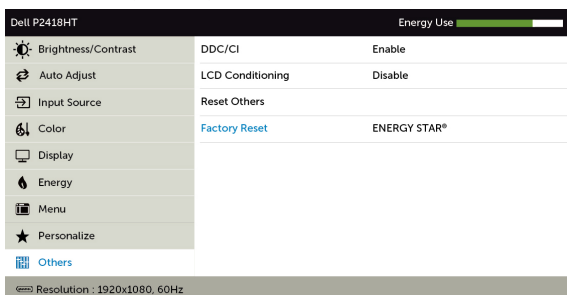 Dell P2418HT Energy Use
Brightness/Contrast DDC/CI Enable
Auto Adjust LCD Conditioning Disable
Input Source Reset Others
Color Factory Reset ENERGY STAR®
Display
Energy
Menu
Personalize
Others
Resolution : 1920x1080, 60Hz